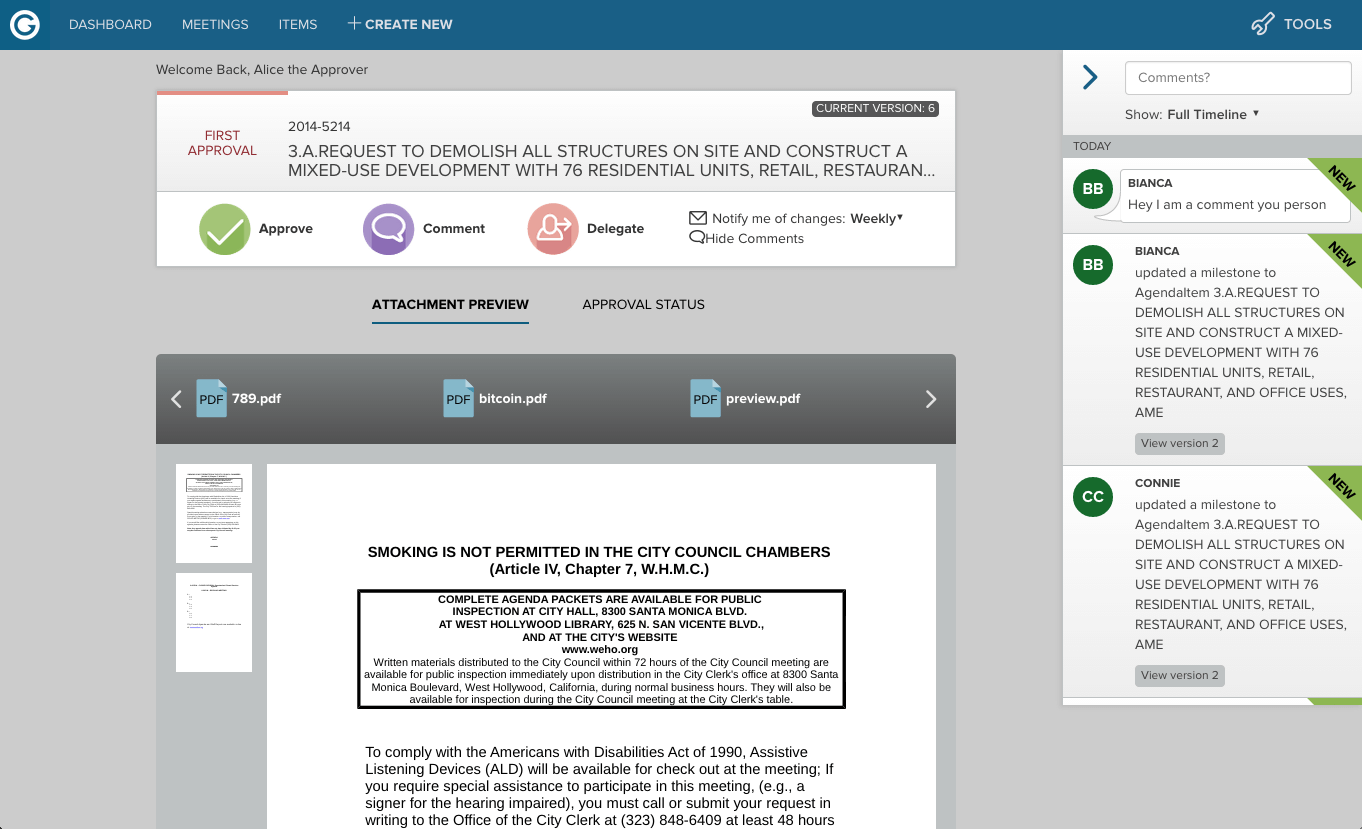 DASHBOARD
MEETINGS
ITEMS
CREATE NEW
TOOLS
Welcome Back, Alice the Approver
CURRENT VERSION: 6
FIRST
APPROVAL
2014-5214
3.A.REQUEST TO DEMOLISH ALL STRUCTURES ON SITE AND CONSTRUCT A
MIXED-USE DEVELOPMENT WITH 76 RESIDENTIAL UNITS, RETAIL, RESTAURAN...
Approve
Comment
Delegate
Notify me of changes: Weekly
Hide Comments
ATTACHMENT PREVIEW
APPROVAL STATUS
PDF 789.pdf
PDF bitcoin.pdf
PDF preview.pdf
SMOKING IS NOT PERMITTED IN THE CITY COUNCIL CHAMBERS
(Article IV, Chapter 7, W.H.M.C.)
COMPLETE AGENDA PACKETS ARE AVAILABLE FOR PUBLIC
INSPECTION AT CITY HALL, 8300 SANTA MONICA BLVD.
AT WEST HOLLYWOOD LIBRARY, 625 N. SAN VICENTE BLVD.,
AND AT THE CITY'S WEBSITE
www.weho.org
Written materials distributed to the City Council within 72 hours of the City Council meeting are
available for public inspection immediately upon distribution in the City Clerk's office at 8300 Santa
Monica Boulevard, West Hollywood, California, during normal business hours. They will also be
available for inspection during the City Council meeting at the City Clerk's table.
To comply with the Americans with Disabilities Act of 1990, Assistive
Listening Devices (ALD) will be available for check out at the meeting; If
you require special assistance to participate in this meeting, (e.g., a
signer for the hearing impaired), you must call or submit your request in
writing to the Office of the City Clerk at (323) 848-6409 at least 48 hours
Comments?
Show: Full Timeline
TODAY
NEW
BB
BIANCA
Hey I am a comment you person
NEW
BB
BIANCA
updated a milestone to
AgendaItem 3.A.REQUEST TO
DEMOLISH ALL STRUCTURES ON
SITE AND CONSTRUCT A MIXED-
USE DEVELOPMENT WITH 76
RESIDENTIAL UNITS, RETAIL,
RESTAURANT, AND OFFICE USES,
AME
View version 2
NEW
CC
CONNIE
updated a milestone to
AgendaItem 3.A.REQUEST TO
DEMOLISH ALL STRUCTURES ON
SITE AND CONSTRUCT A MIXED-
USE DEVELOPMENT WITH 76
RESIDENTIAL UNITS, RETAIL,
RESTAURANT, AND OFFICE USES,
AME
View version 2